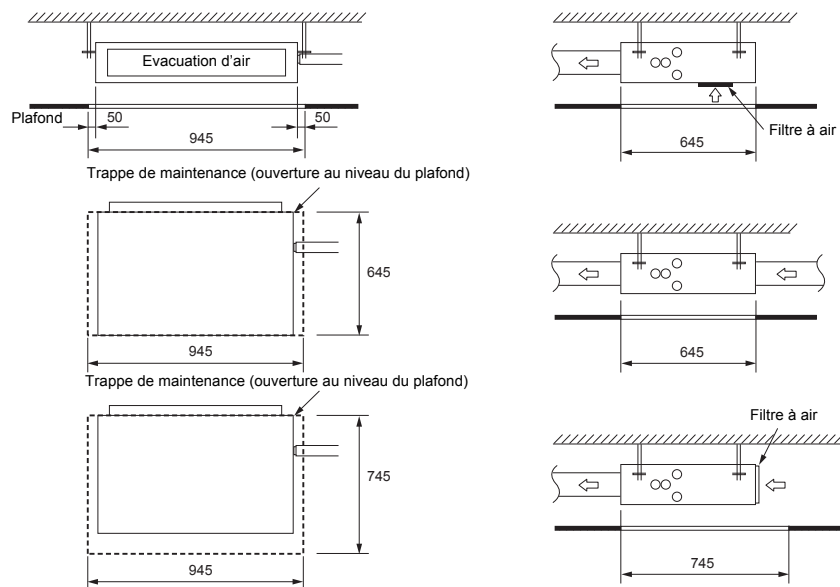 Evacuation d'air
Plafond
50
50
945
Filtre à air
645
Trappe de maintenance (ouverture au niveau du plafond)
645
945
645
Trappe de maintenance (ouverture au niveau du plafond)
745
945
Filtre à air
745